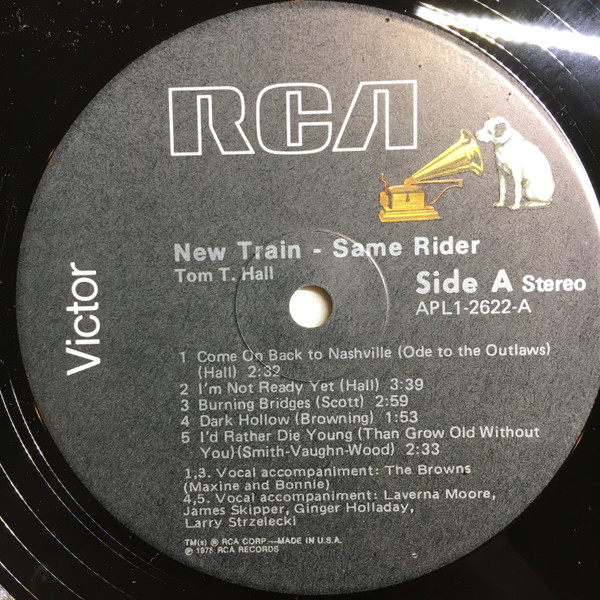 RCA
Victor
New Train - Same Rider
Tom T. Hall
Side A Stereo
APL1-2622-A
1 Come On Back to Nashville (Ode to the Outlaws)
(Hall) 2:32
2 I'm Not Ready Yet (Hall) 3:39
3 Burning Bridges (Scott) 2:59
4 Dark Hollow (Browning) 1:53
5 I'd Rather Die Young (Than Grow Old Without
You) (Smith-Vaughn-Wood) 2:33
1,3. Vocal accompaniment: The Browns
(Maxine and Bonnie)
4,5. Vocal accompaniment: Laverna Moore,
James Skipper, Ginger Holladay,
Larry Strzelecki
TM(s) ® RCA CORP.—MADE IN U.S.A.
℗ 1978 RCA RECORDS